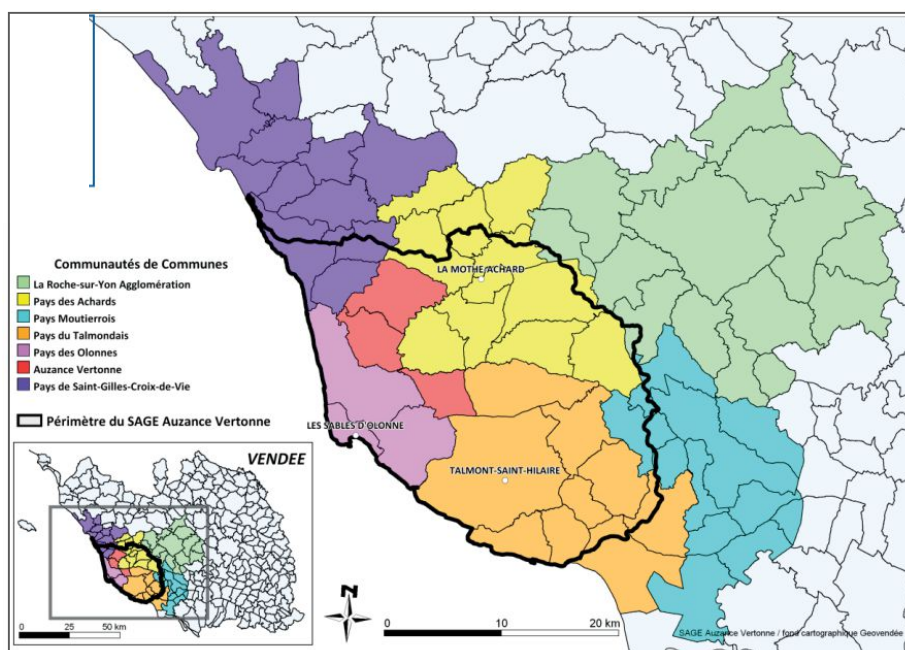 LA MOTHE ACHARD
Communautés de Communes
La Roche-sur-Yon Agglomération
Pays des Achards
Pays Moutierrois
Pays du Talmondais
Pays des Olonnes
Auzance Vertonne
Pays de Saint-Gilles-Croix-de-Vie
Périmètre du SAGE Auzance Vertonne
LES SABLES D'OLONNE
TALMONT-SAINT-HILAIRE
VENDEE
0 25 50 km
N
0 10 20 km
SAGE Auzance Vertonne / fond cartographique Geovendée